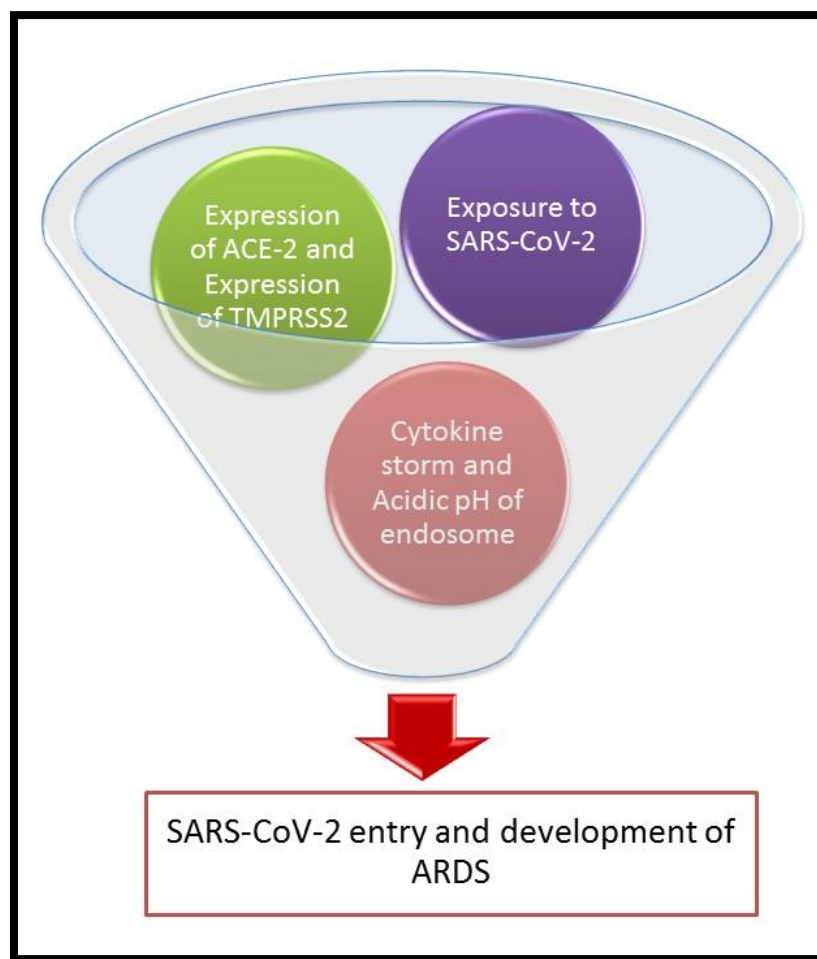 Expression
of ACE-2 and
Expression
of TMPRSS2
Exposure to
SARS-CoV-2
Cytokine
storm and
Acidic pH of
endosome
SARS-CoV-2 entry and development of
ARDS